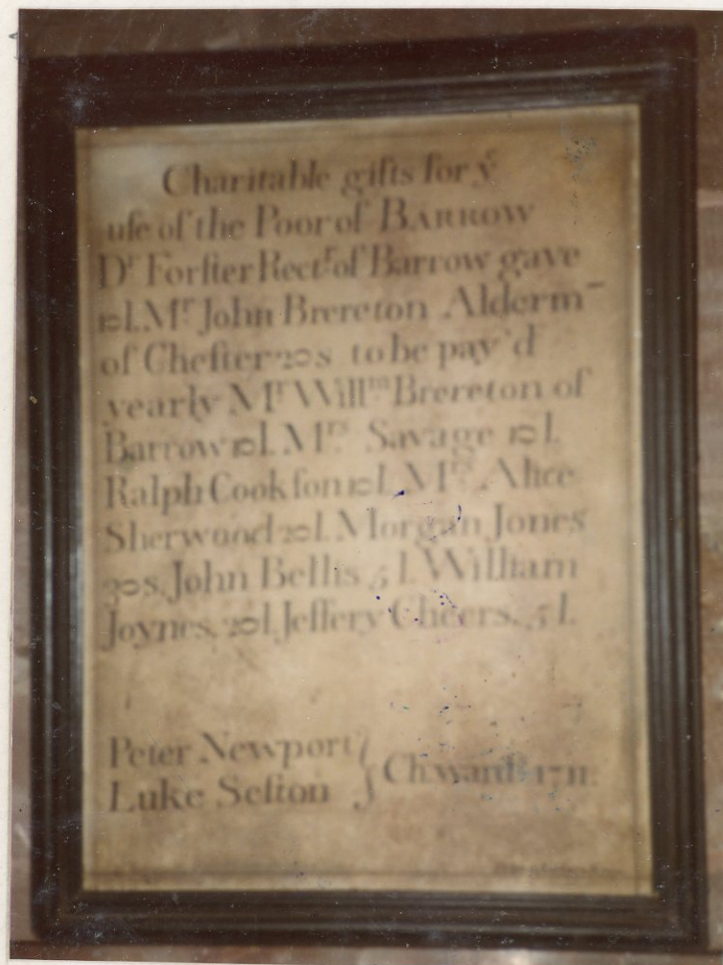 Charitable gifts for yͤ
uſe of the Poor of BARROW
Dʳ Forſter Rectʳ of Barrow gave
10l. Mʳ John Brereton Alderm‾
of Cheſter 20s to be pay'd
yearly Mʳ Willᵐ Brereton of
Barrow 10l. Mʳˢ Savage 10l.
Ralph Cookſon 10l. Mʳˢ Alice
Sherwood 20l. Morgan Jones
30s. John Bellis 5l. William
Joynes. 20l. Jeffery Cheers. 5l.
Peter Newport
Luke Sefton } Ch:wardⁿˢ 1711: